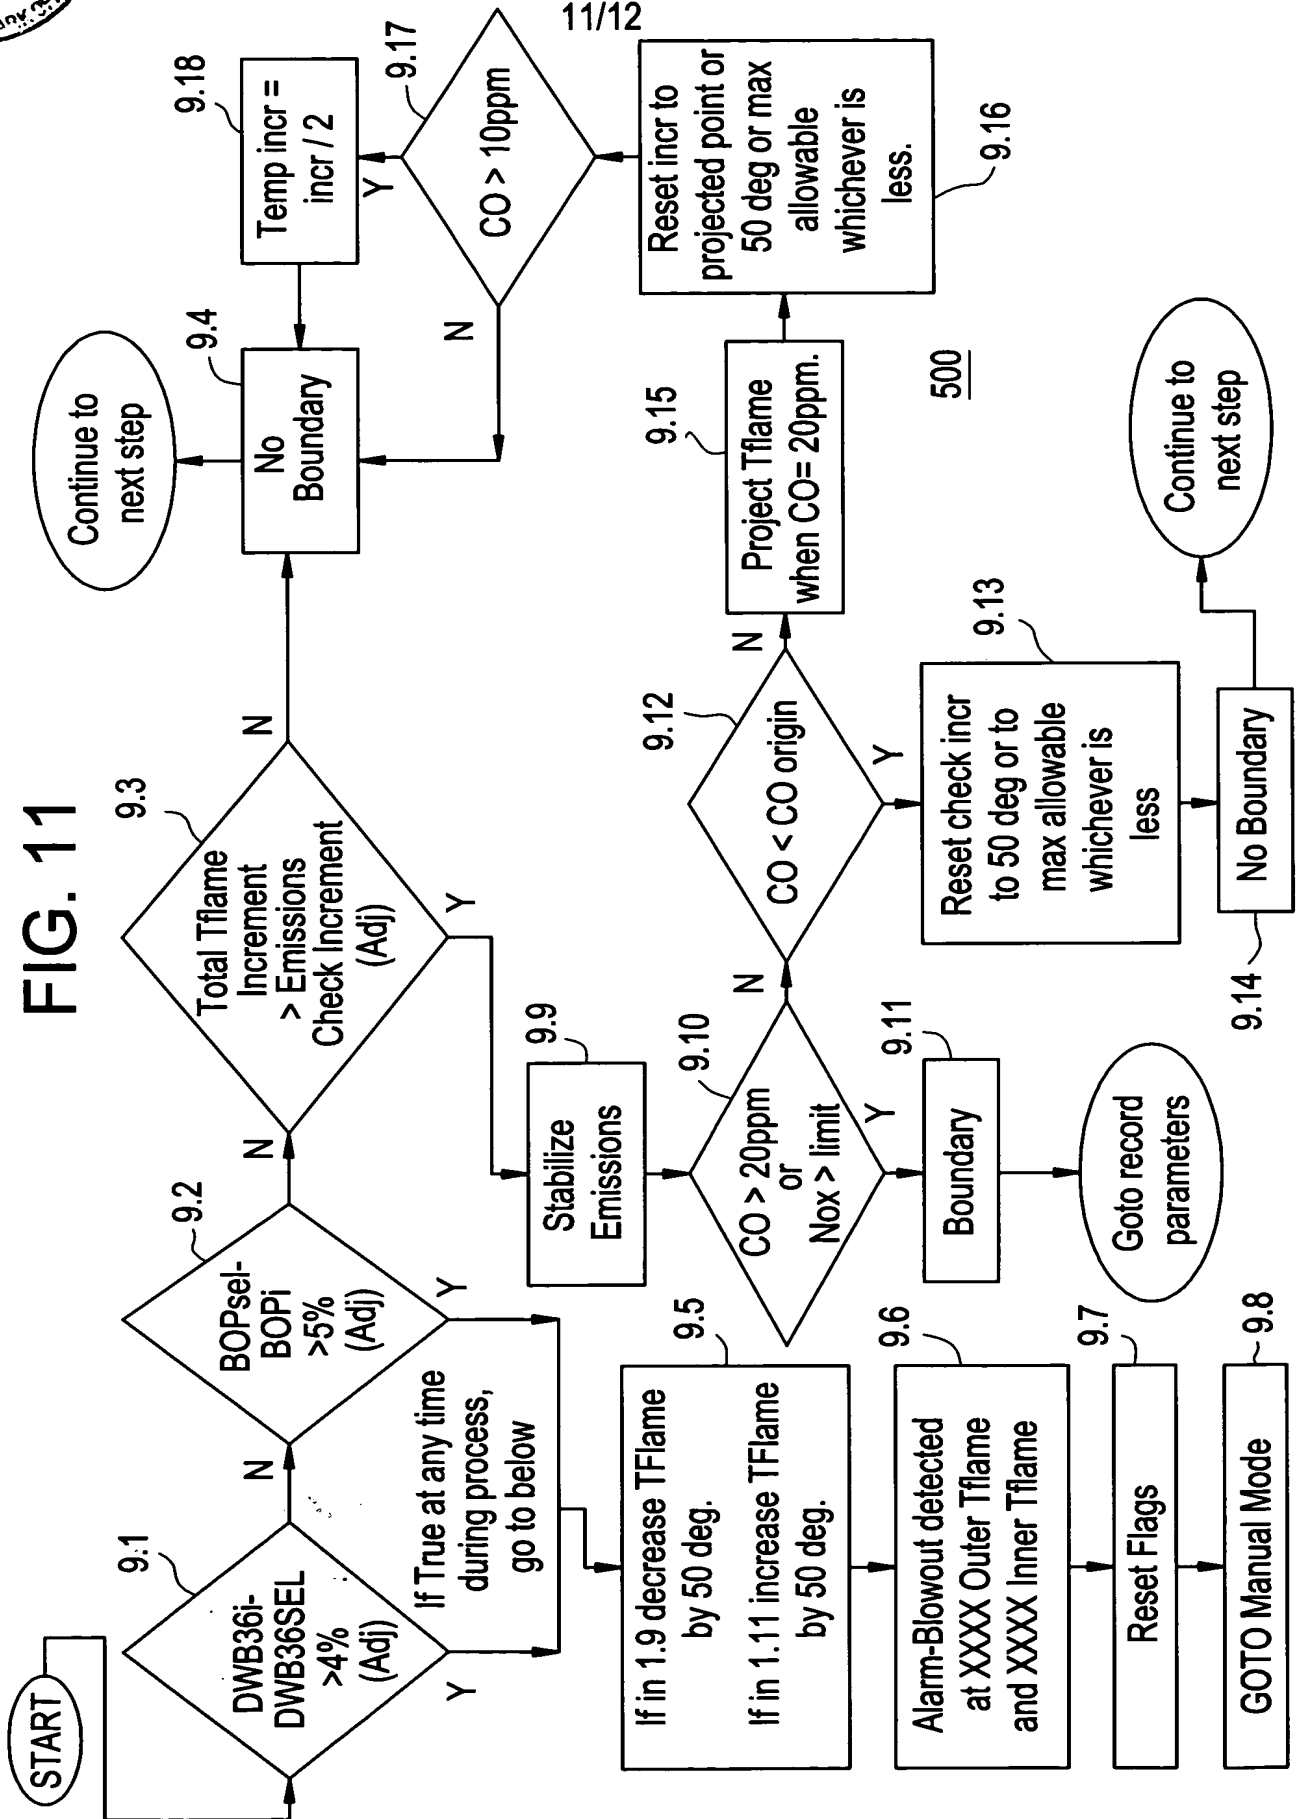 11/12
FIG. 11
START
9.1
DWB36i-
DWB36SEL
>4%
(Adj)
N
Y
9.2
BOPsel-
BOPi
>5%
(Adj)
N
Y
If True at any time
during process,
go to below
9.3
Total Tflame
Increment
> Emissions
Check Increment
(Adj)
N
Y
9.4
No
Boundary
Continue to
next step
9.18
Temp incr =
incr / 2
9.17
CO > 10ppm
Y
N
9.5
If in 1.9 decrease TFlame
by 50 deg.
If in 1.11 increase TFlame
by 50 deg.
9.6
Alarm-Blowout detected
at XXXX Outer Tflame
and XXXX Inner Tflame
9.7
Reset Flags
9.8
GOTO Manual Mode
9.9
Stabilize
Emissions
9.10
CO > 20ppm
or
Nox > limit
N
Y
9.11
Boundary
Goto record
parameters
9.12
CO < CO origin
N
Y
9.13
Reset check incr
to 50 deg or to
max allowable
whichever is
less
9.14
No Boundary
Continue to
next step
9.15
Project Tflame
when CO= 20ppm.
9.16
Reset incr to
projected point or
50 deg or max
allowable
whichever is
less.
500